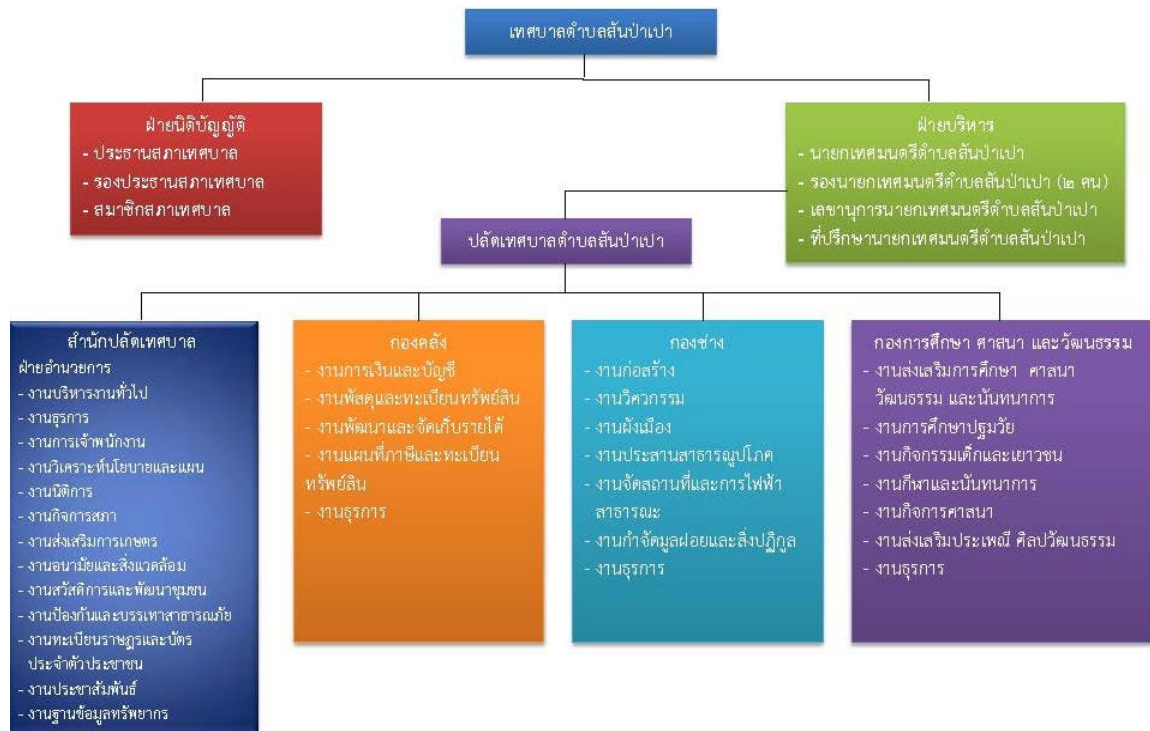 เทศบาลตำบลสันป่าเปา
ฝ่ายนิติบัญญัติ
- ประธานสภาเทศบาล
- รองประธานสภาเทศบาล
- สมาชิกสภาเทศบาล
ฝ่ายบริหาร
- นายกเทศมนตรีตำบลสันป่าเปา
- รองนายกเทศมนตรีตำบลสันป่าเปา (๒ คน)
- เลขานุการนายกเทศมนตรีตำบลสันป่าเปา
- ที่ปรึกษานายกเทศมนตรีตำบลสันป่าเปา
ปลัดเทศบาลตำบลสันป่าเปา
สำนักปลัดเทศบาล
ฝ่ายอำนวยการ
- งานบริหารงานทั่วไป
- งานธุรการ
- งานการเจ้าพนักงาน
- งานวิเคราะห์นโยบายและแผน
- งานนิติการ
- งานกิจการสภา
- งานส่งเสริมการเกษตร
- งานอนามัยและสิ่งแวดล้อม
- งานสวัสดิการและพัฒนาชุมชน
- งานป้องกันและบรรเทาสาธารณภัย
- งานทะเบียนราษฎรและบัตร
ประจำตัวประชาชน
- งานประชาสัมพันธ์
- งานฐานข้อมูลทรัพยากร
กองคลัง
- งานการเงินและบัญชี
- งานพัสดุและทะเบียนทรัพย์สิน
- งานพัฒนาและจัดเก็บรายได้
- งานแผนที่ภาษีและทะเบียน
ทรัพย์สิน
- งานธุรการ
กองช่าง
- งานก่อสร้าง
- งานวิศวกรรม
- งานผังเมือง
- งานประสานสาธารณูปโภค
- งานจัดสถานที่และการไฟฟ้า
สาธารณะ
- งานกำจัดมูลฝอยและสิ่งปฏิกูล
- งานธุรการ
กองการศึกษา ศาสนา และวัฒนธรรม
- งานส่งเสริมการศึกษา ศาสนา
วัฒนธรรม และนันทนาการ
- งานการศึกษาปฐมวัย
- งานกิจกรรมเด็กและเยาวชน
- งานกีฬาและนันทนาการ
- งานกิจการศาสนา
- งานส่งเสริมประเพณี ศิลปวัฒนธรรม
- งานธุรการ